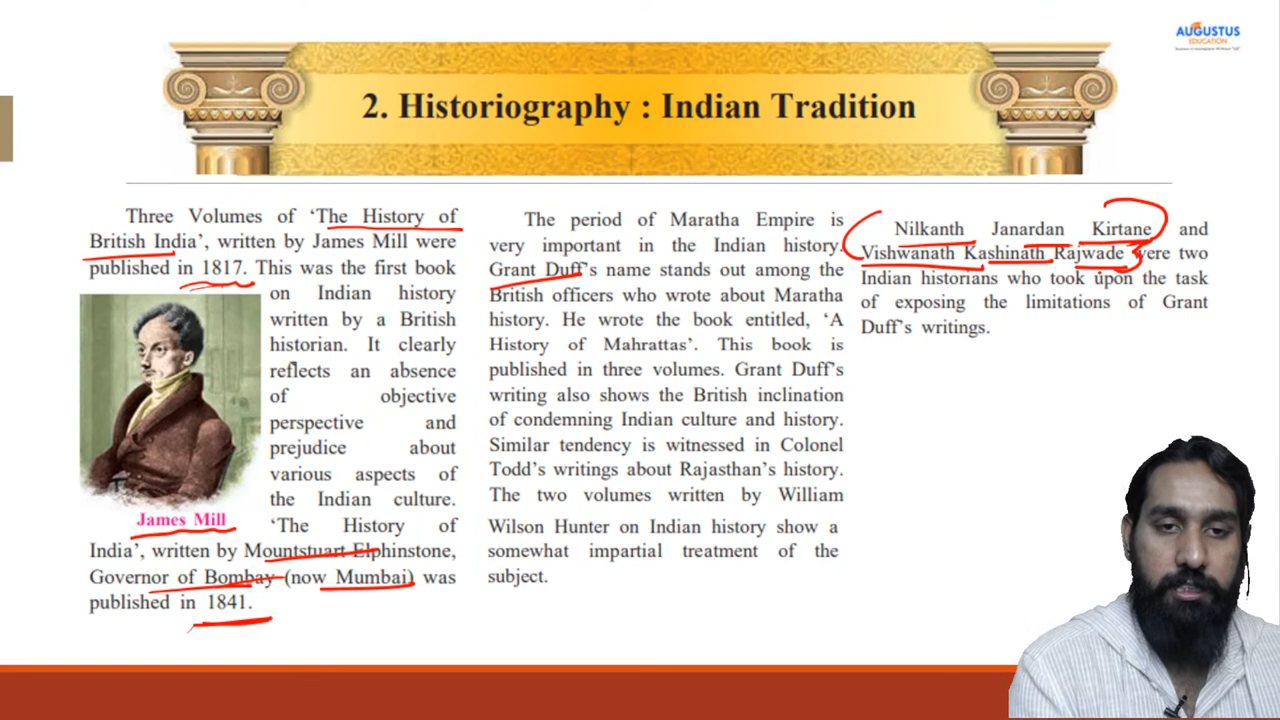 AUGUSTUS
EDUCATION
2. Historiography : Indian Tradition
Three Volumes of ‘The History of
British India’, written by James Mill were
published in 1817. This was the first book
on Indian history
written by a British
historian. It clearly
reflects an absence
of objective
perspective and
prejudice about
various aspects of
the Indian culture.
James Mill
‘The History of
India’, written by Mountstuart Elphinstone,
Governor of Bombay (now Mumbai) was
published in 1841.
The period of Maratha Empire is
very important in the Indian history.
Grant Duff’s name stands out among the
British officers who wrote about Maratha
history. He wrote the book entitled, ‘A
History of Mahrattas’. This book is
published in three volumes. Grant Duff’s
writing also shows the British inclination
of condemning Indian culture and history.
Similar tendency is witnessed in Colonel
Todd’s writings about Rajasthan’s history.
The two volumes written by William
Wilson Hunter on Indian history show a
somewhat impartial treatment of the
subject.
Nilkanth Janardan Kirtane and
Vishwanath Kashinath Rajwade were two
Indian historians who took upon the task
of exposing the limitations of Grant
Duff’s writings.